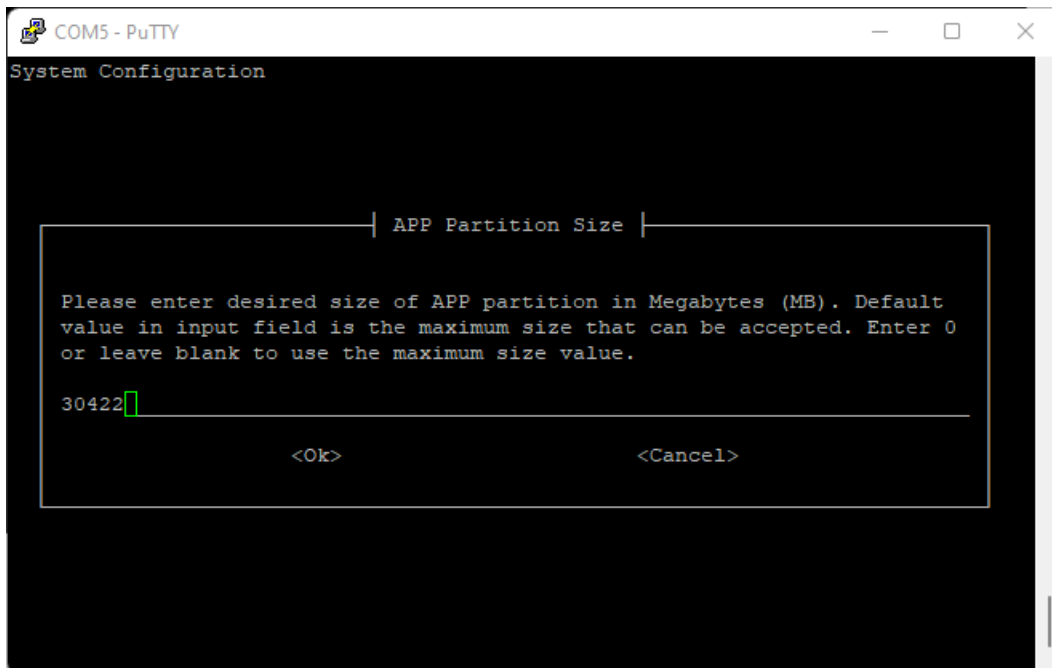 COM5 - PuTTY
System Configuration
APP Partition Size
Please enter desired size of APP partition in Megabytes (MB). Default
value in input field is the maximum size that can be accepted. Enter 0
or leave blank to use the maximum size value.
30422
<Ok> <Cancel>